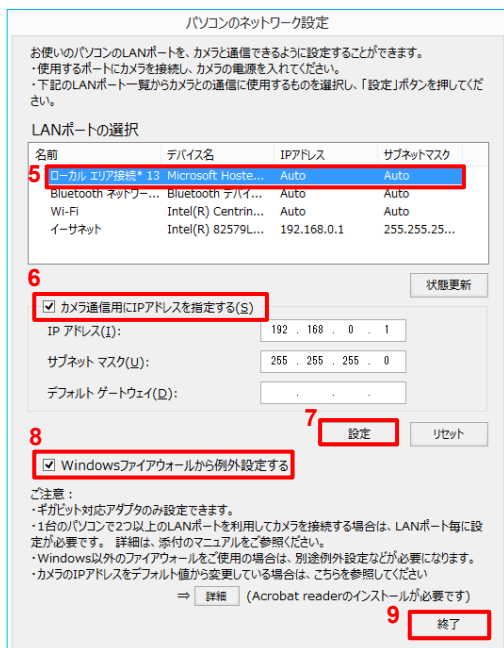 パソコンのネットワーク設定
お使いのパソコンのLANポートを、カメラと通信できるように設定することができます。
・使用するポートにカメラを接続し、カメラの電源を入れてください。
・下記のLANポート一覧からカメラとの通信に使用するものを選択し、「設定」ボタンを押してくだ
さい。
LANポートの選択
名前 デバイス名 IPアドレス サブネットマスク
5 ローカル エリア接続* 13 Microsoft Hoste... Auto Auto
Bluetooth ネットワー... Bluetooth デバイ... Auto Auto
Wi-Fi Intel(R) Centrin... Auto Auto
イーサネット Intel(R) 82579L... 192.168.0.1 255.255.25...
6 状態更新
カメラ通信用にIPアドレスを指定する(S)
IP アドレス(I): 192 . 168 . 0 . 1
サブネット マスク(U): 255 . 255 . 255 . 0
デフォルト ゲートウェイ(D): . . .
7 設定 リセット
8
Windowsファイアウォールから例外設定する
ご注意：
・ギガビット対応アダプタのみ設定できます。
・1台のパソコンで2つ以上のLANポートを利用してカメラを接続する場合は、LANポート毎に設
定が必要です。 詳細は、添付のマニュアルをご参照ください。
・Windows以外のファイアウォールをご使用の場合は、別途例外設定などが必要になります。
・カメラのIPアドレスをデフォルト値から変更している場合は、こちらを参照してください
⇒ 詳細 (Acrobat readerのインストールが必要です)
9 終了